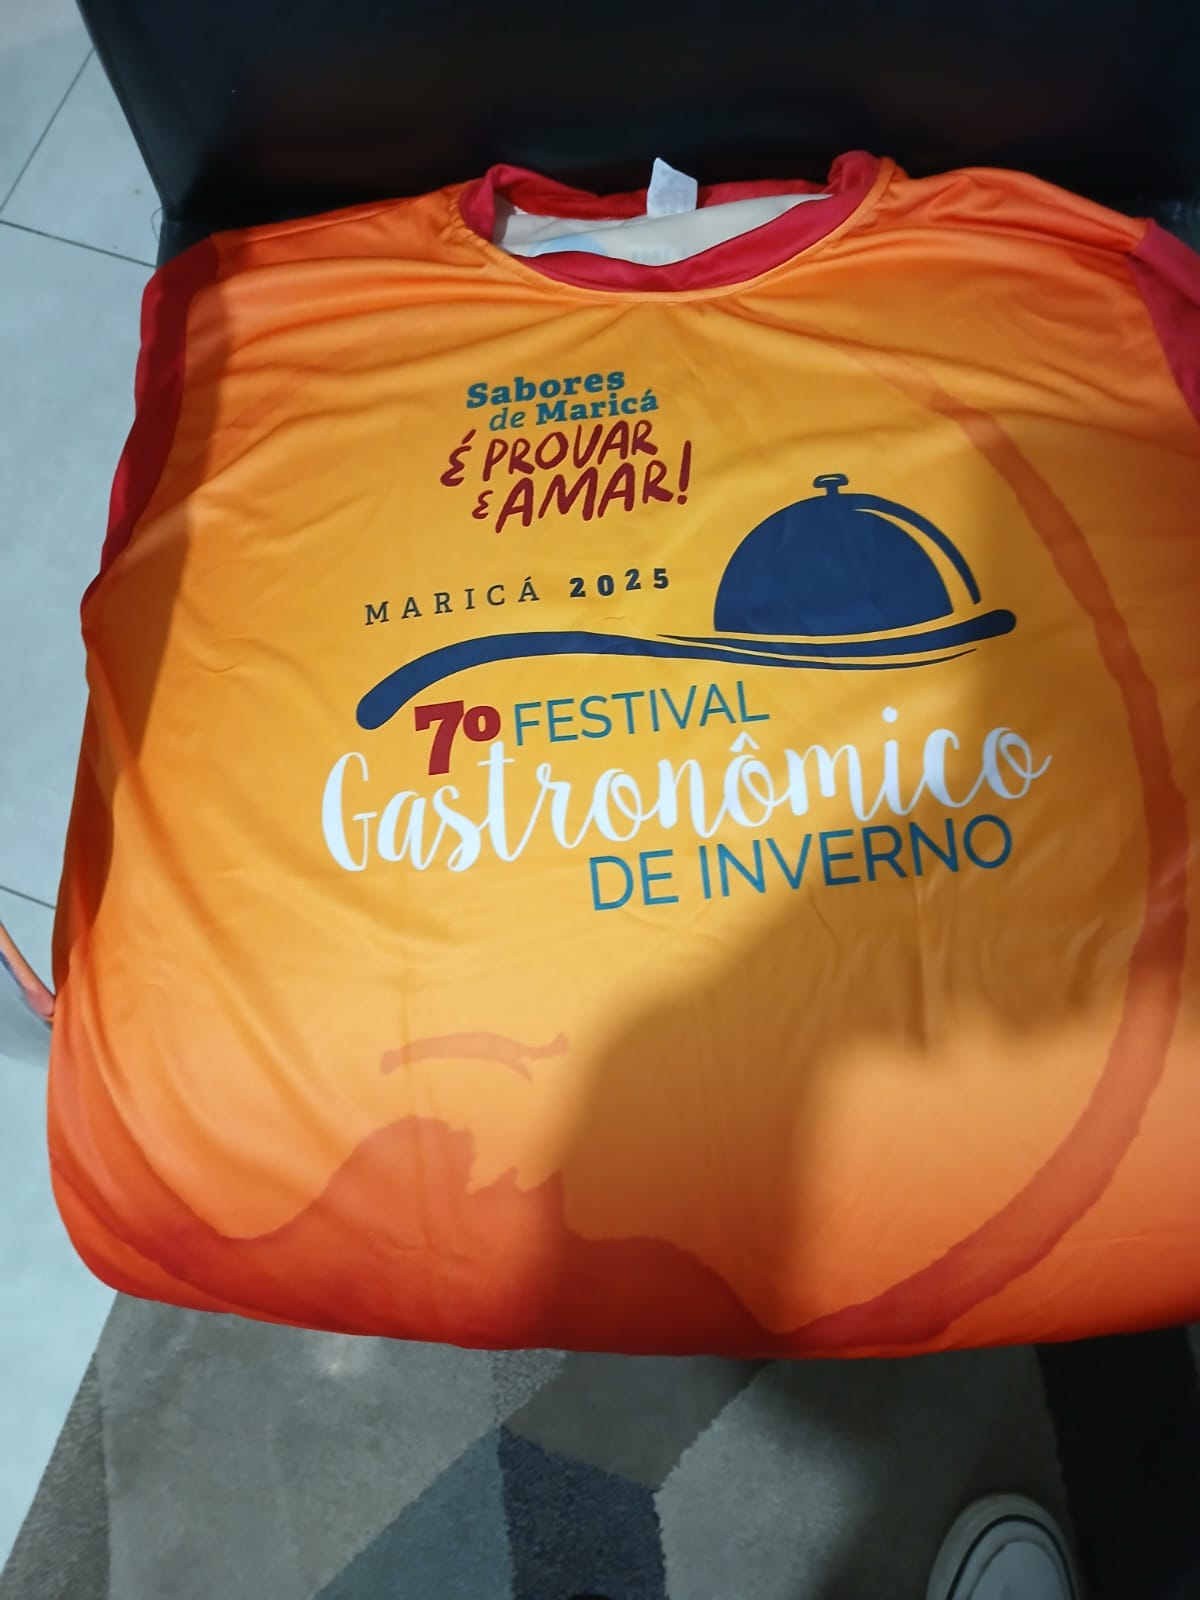 Sabores
de Maricá
É PROVAR
E AMAR!
MARICÁ 2025
7º FESTIVAL
Gastronômico
DE INVERNO